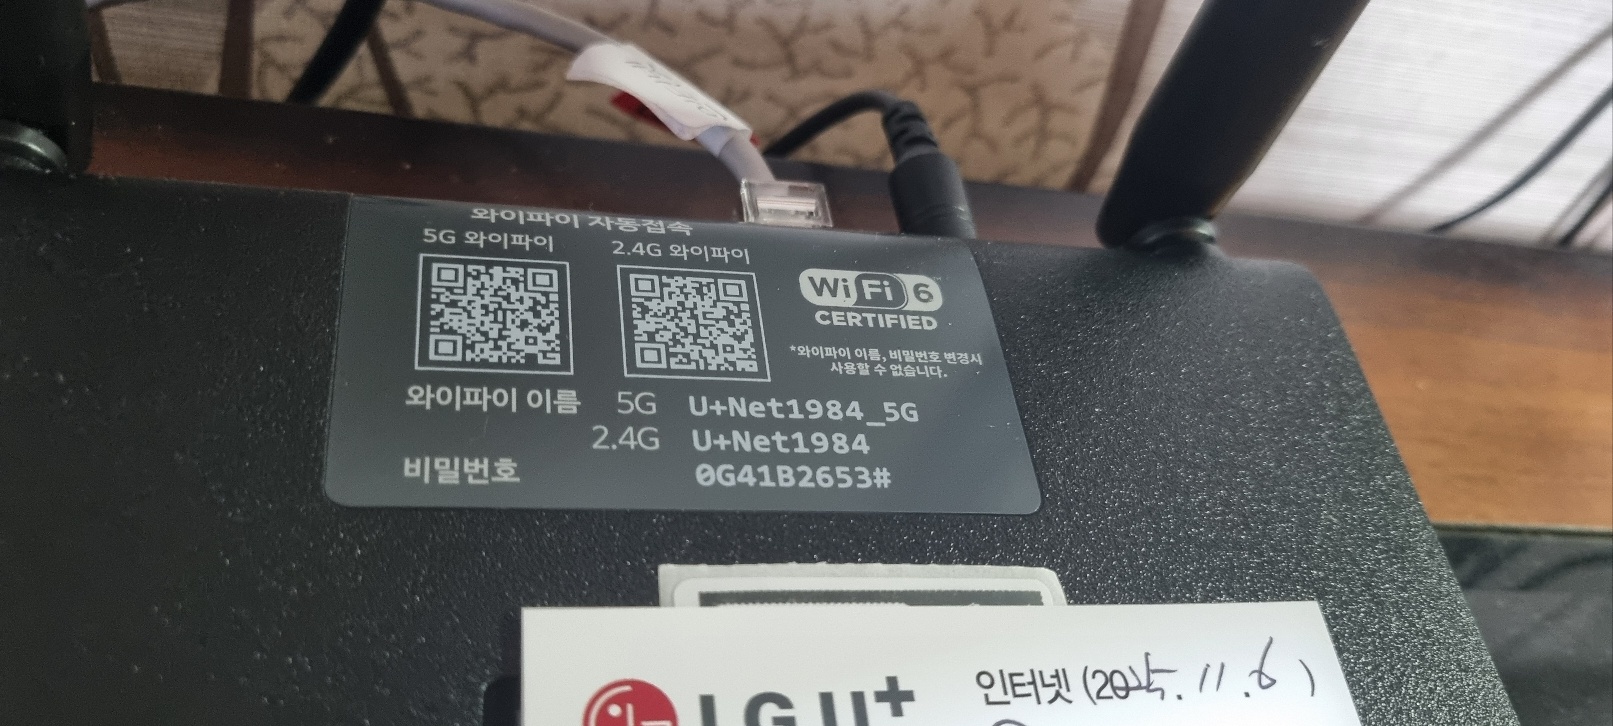 와이파이 자동접속
5G 와이파이
2.4G 와이파이
WiFi 6
CERTIFIED
*와이파이 이름, 비밀번호 변경시
사용할 수 없습니다.
와이파이 이름 5G U+Net1984_5G
2.4G U+Net1984
비밀번호 0G41B2653#
LG U+
인터넷 (2025.11.6)